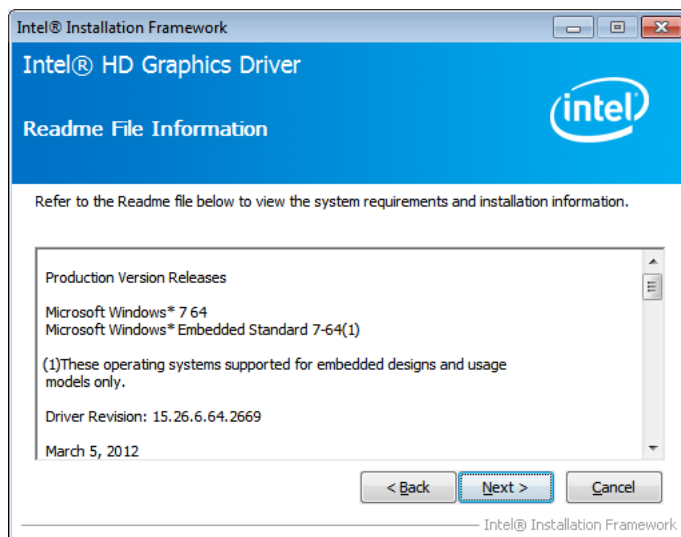 Intel® Installation Framework
Intel® HD Graphics Driver
intel
Readme File Information
Refer to the Readme file below to view the system requirements and installation information.
Production Version Releases
Microsoft Windows* 7 64
Microsoft Windows* Embedded Standard 7-64(1)
(1)These operating systems supported for embedded designs and usage
models only.
Driver Revision: 15.26.6.64.2669
March 5, 2012
< Back
Next >
Cancel
Intel® Installation Framework